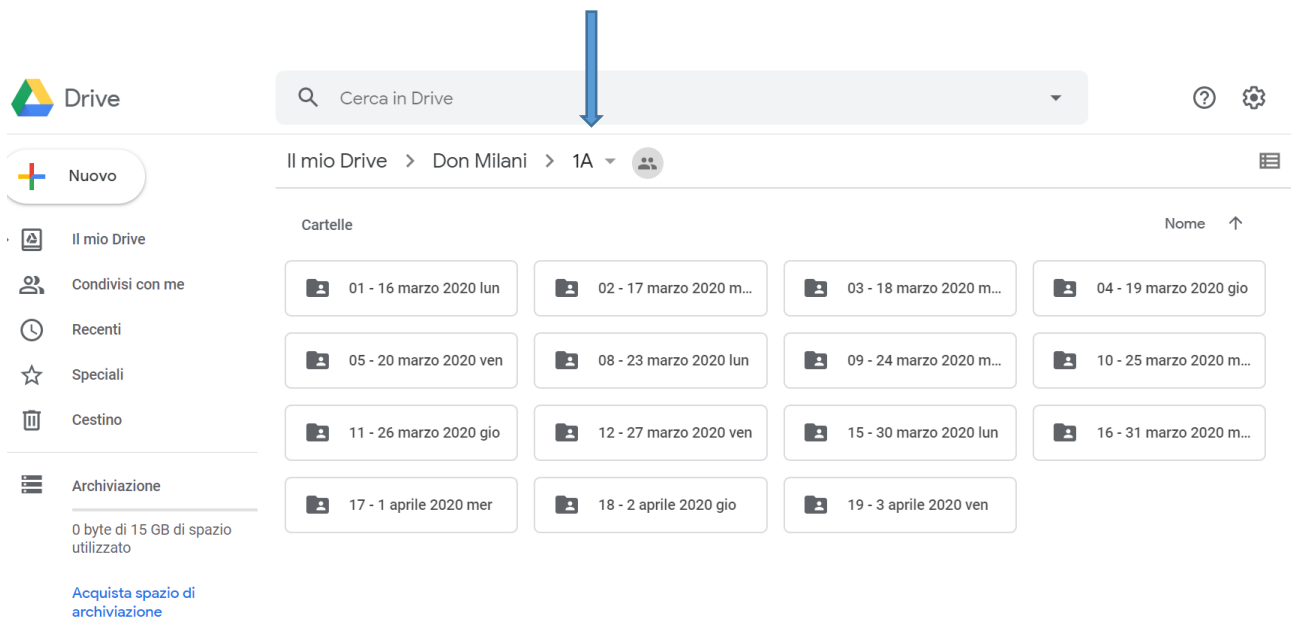 Drive
Cerca in Drive
Il mio Drive > Don Milani > 1A
Nuovo
Cartelle
Nome
Il mio Drive
Condivisi con me
Recenti
Speciali
Cestino
Archiviazione
0 byte di 15 GB di spazio
utilizzato
Acquista spazio di
archiviazione
01 - 16 marzo 2020 lun
02 - 17 marzo 2020 m...
03 - 18 marzo 2020 m...
04 - 19 marzo 2020 gio
05 - 20 marzo 2020 ven
08 - 23 marzo 2020 lun
09 - 24 marzo 2020 m...
10 - 25 marzo 2020 m...
11 - 26 marzo 2020 gio
12 - 27 marzo 2020 ven
15 - 30 marzo 2020 lun
16 - 31 marzo 2020 m...
17 - 1 aprile 2020 mer
18 - 2 aprile 2020 gio
19 - 3 aprile 2020 ven